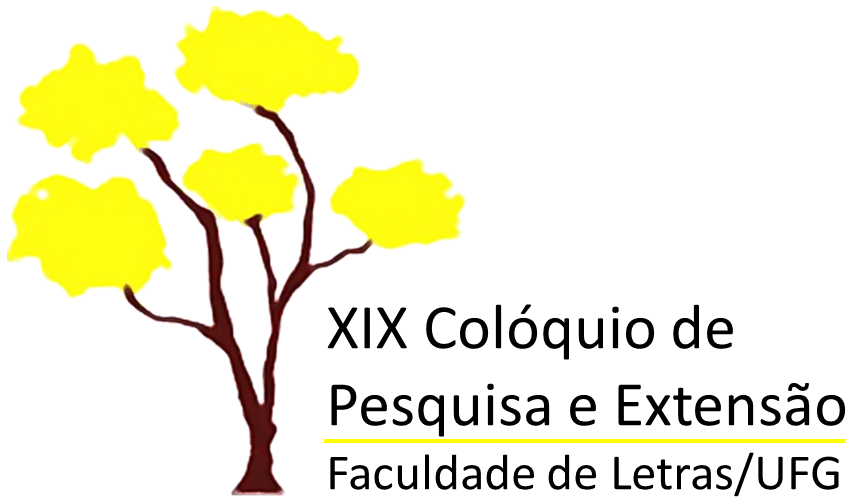 XIX Colóquio de
Pesquisa e Extensão
Faculdade de Letras/UFG